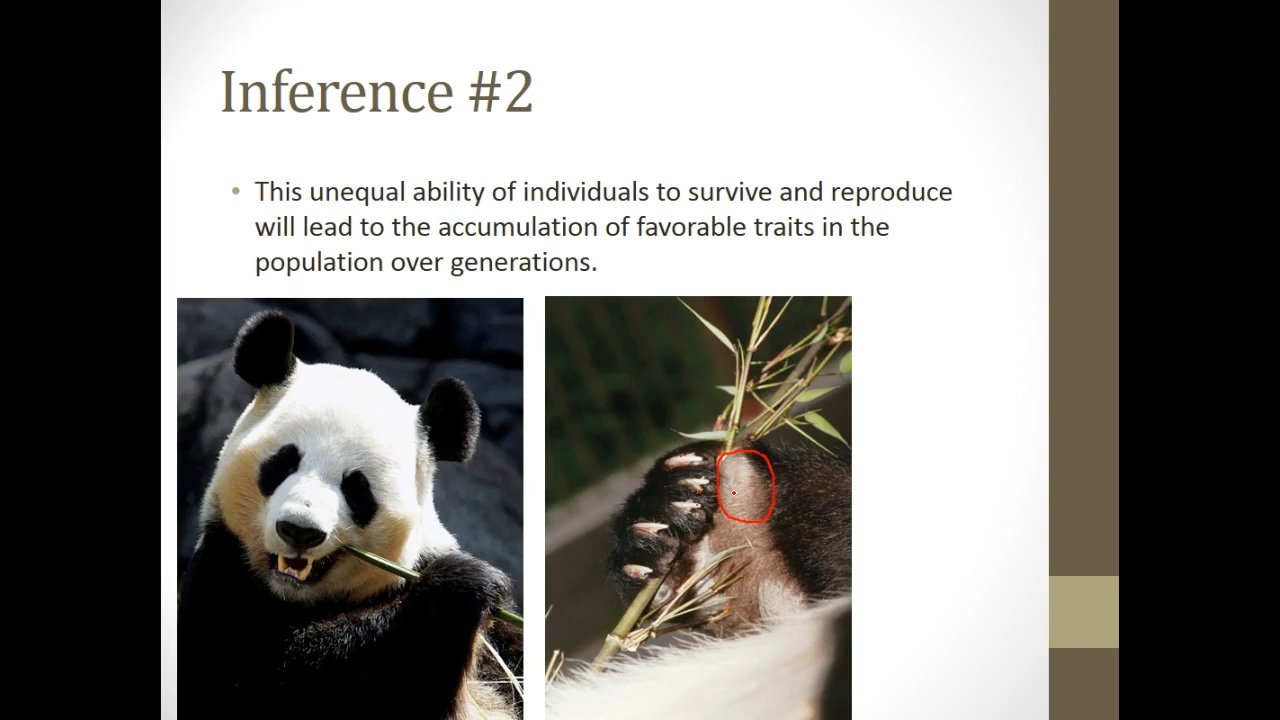 Inference #2
• This unequal ability of individuals to survive and reproduce
will lead to the accumulation of favorable traits in the
population over generations.